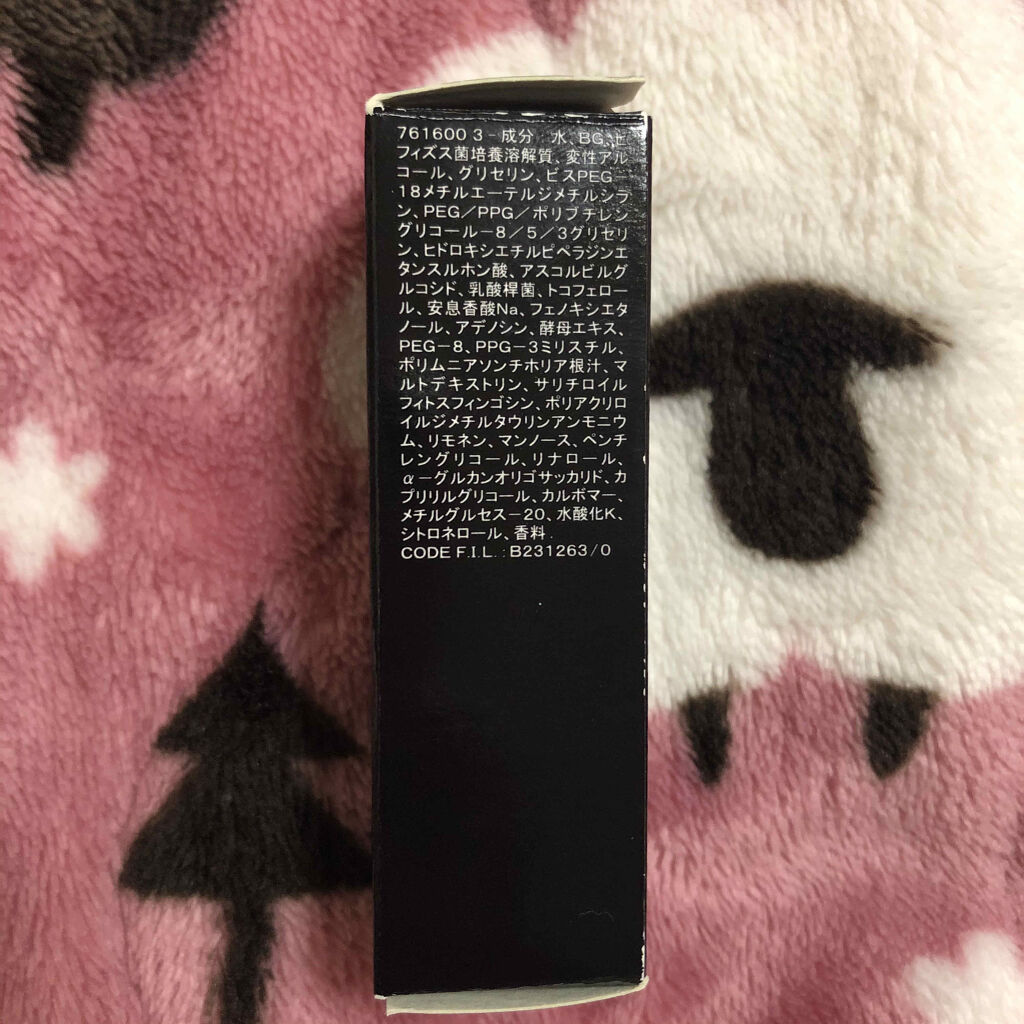 761600 3 - 成分 : 水、BG、ビ
フィズス菌培養溶解質、変性アル
コール、グリセリン、ビスPEG－
18メチルエーテルジメチルシラ
ン、PEG／PPG／ポリブチレン
グリコール－8／5／3グリセリ
ン、ヒドロキシエチルピペラジンエ
タンスルホン酸、アスコルビルグ
ルコシド、乳酸桿菌、トコフェロー
ル、安息香酸Na、フェノキシエタ
ノール、アデノシン、酵母エキス、
PEG－8、PPG－3ミリスチル、
ポリムニアソンチホリア根汁、マ
ルトデキストリン、サリチロイル
フィトスフィンゴシン、ポリアクリロ
イルジメチルタウリンアンモニウ
ム、リモネン、マンノース、ペンチ
レングリコール、リナロール、
α－グルカンオリゴサッカリド、カ
プリリルグリコール、カルボマー、
メチルグルセス－20、水酸化K、
シトロネロール、香料.
CODE F.I.L. : B231263/0